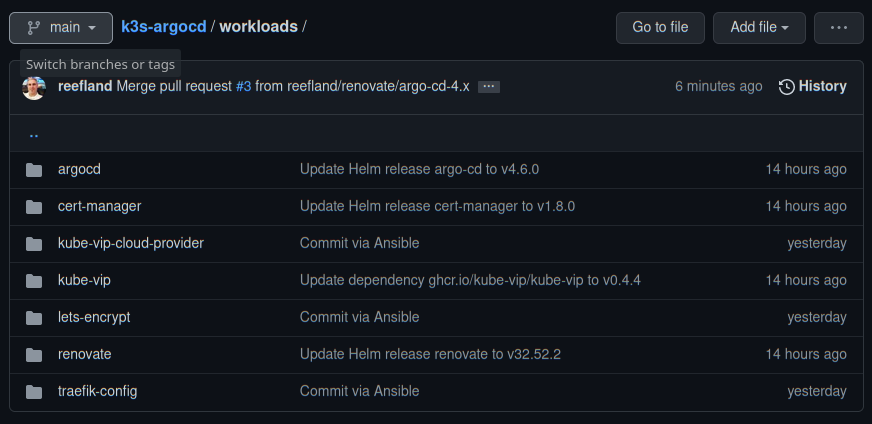 main k3s-argocd / workloads / Go to file Add file ...
Switch branches or tags
reefland Merge pull request #3 from reefland/renovate/argo-cd-4.x ... 6 minutes ago History
..
argocd Update Helm release argo-cd to v4.6.0 14 hours ago
cert-manager Update Helm release cert-manager to v1.8.0 14 hours ago
kube-vip-cloud-provider Commit via Ansible yesterday
kube-vip Update dependency ghcr.io/kube-vip/kube-vip to v0.4.4 14 hours ago
lets-encrypt Commit via Ansible yesterday
renovate Update Helm release renovate to v32.52.2 14 hours ago
traefik-config Commit via Ansible yesterday